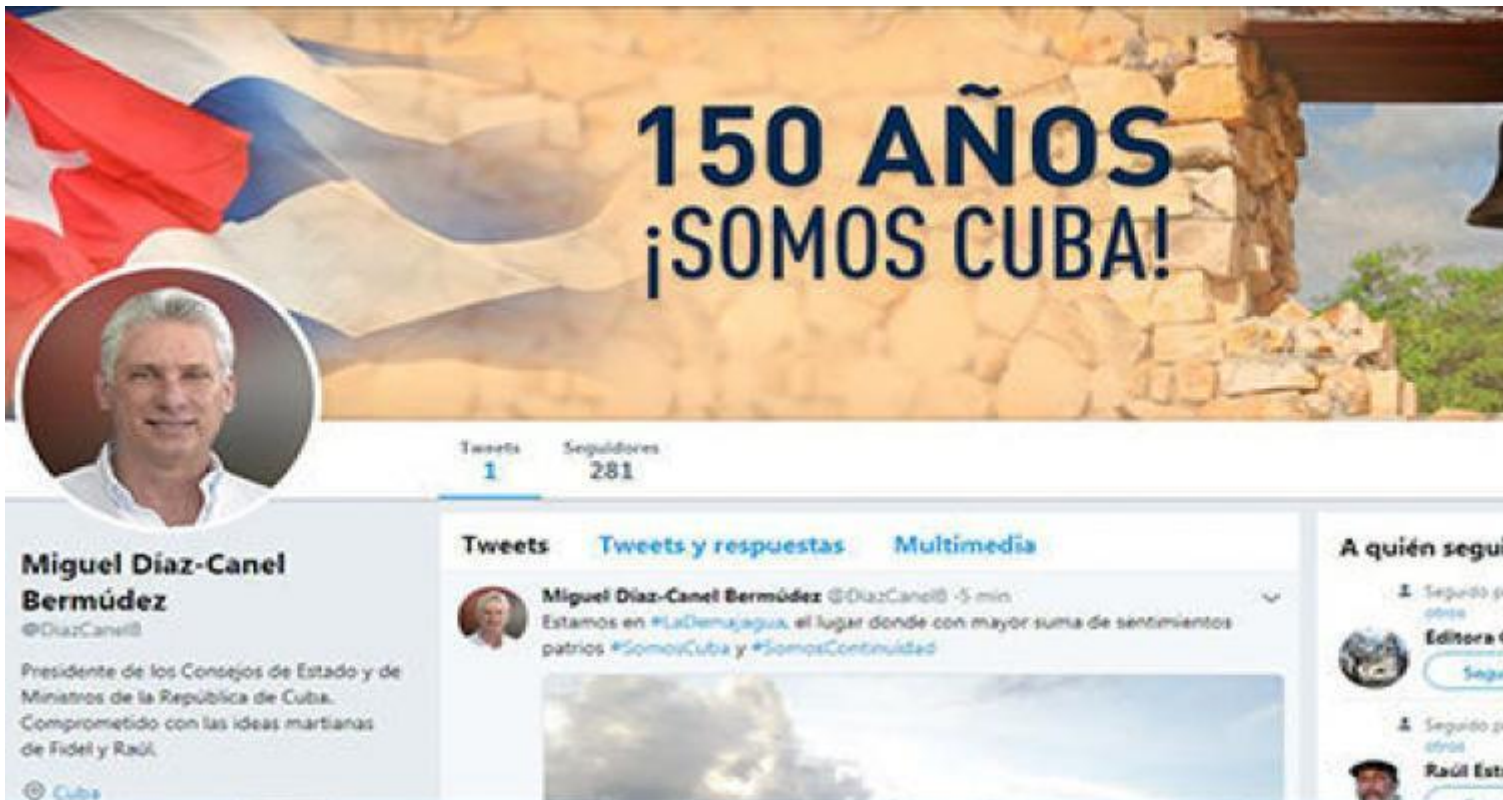 150 AÑOS
¡SOMOS CUBA!
Tweets
1
Seguidores
281
Miguel Díaz-Canel
Bermúdez
@DiazCanelB
Presidente de los Consejos de Estado y de
Ministros de la República de Cuba.
Comprometido con las ideas martianas
de Fidel y Raúl.
Cuba
Tweets Tweets y respuestas Multimedia
Miguel Díaz-Canel Bermúdez @DiazCanelB ·5 min
Estamos en #LaDemajagua, el lugar donde con mayor suma de sentimientos
patrios #SomosCuba y #SomosContinuidad
A quién segui
Seguido p
otros
Editora
Segu
Seguido p
otros
Raúl Est